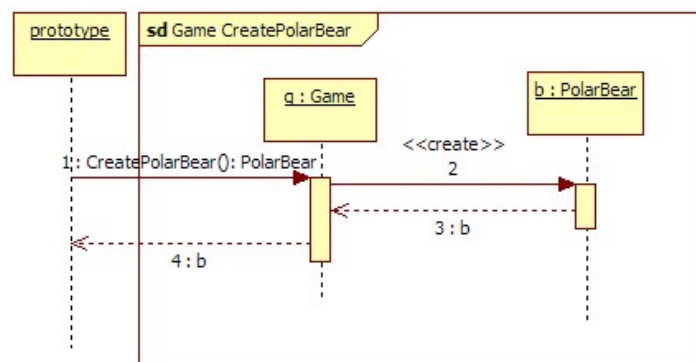 prototype
sd Game CreatePolarBear
g : Game
b : PolarBear
<<create>>
1 : CreatePolarBear(): PolarBear
2
3 : b
4 : b